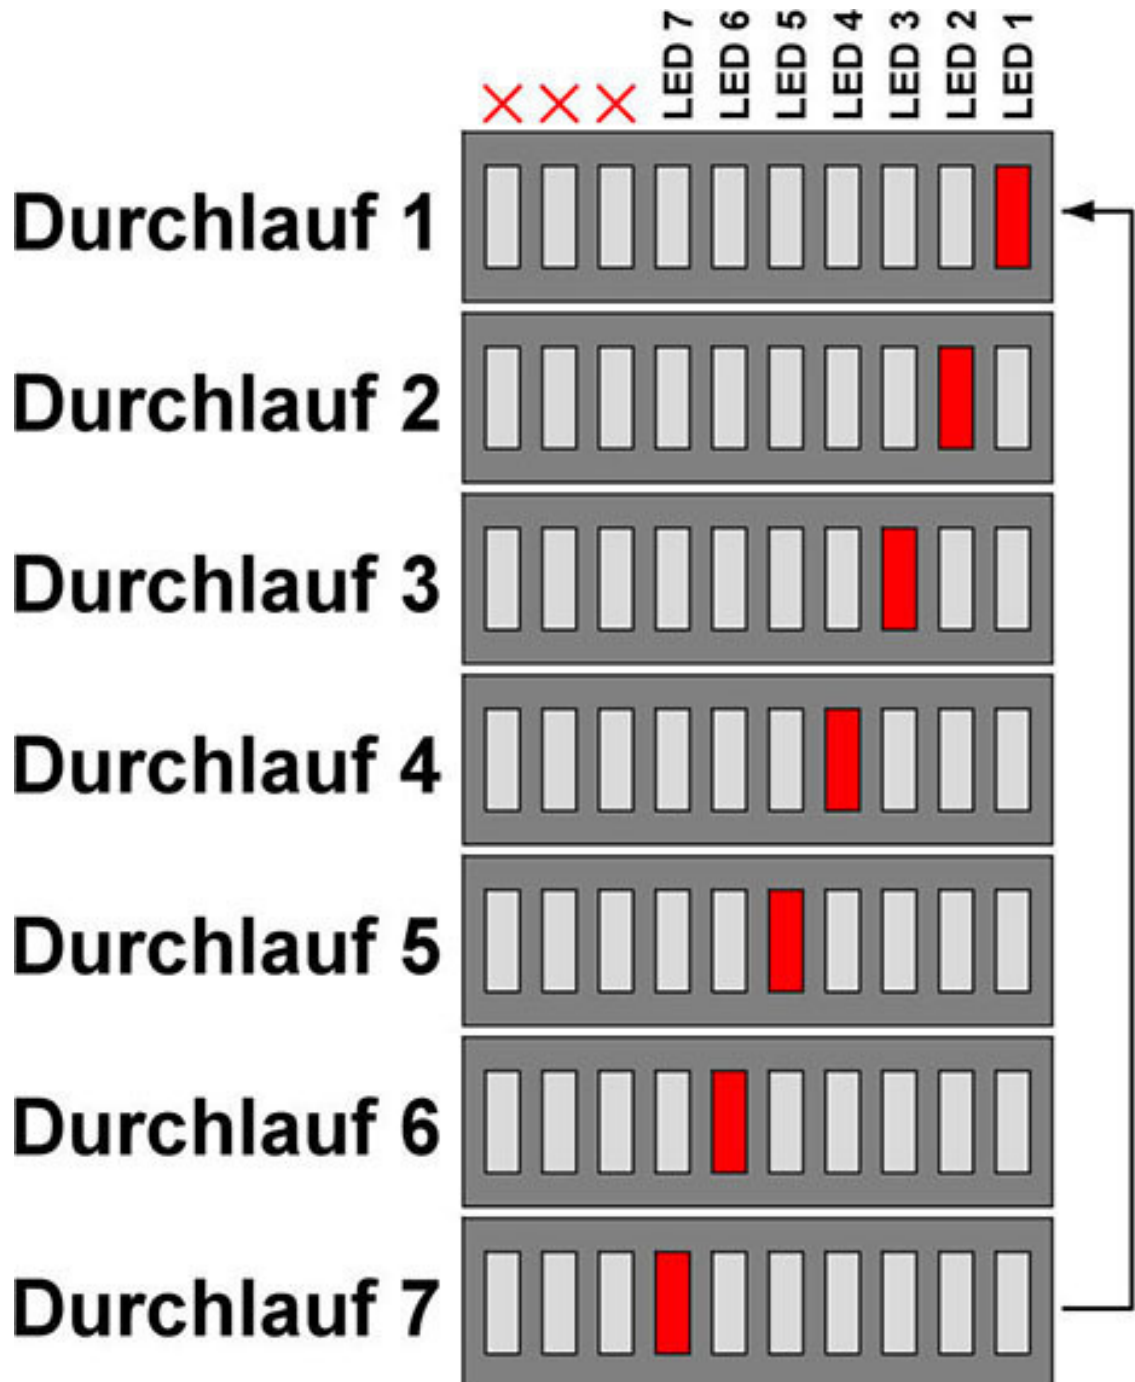 LED 7
LED 6
LED 5
LED 4
LED 3
LED 2
LED 1
Durchlauf 1
Durchlauf 2
Durchlauf 3
Durchlauf 4
Durchlauf 5
Durchlauf 6
Durchlauf 7